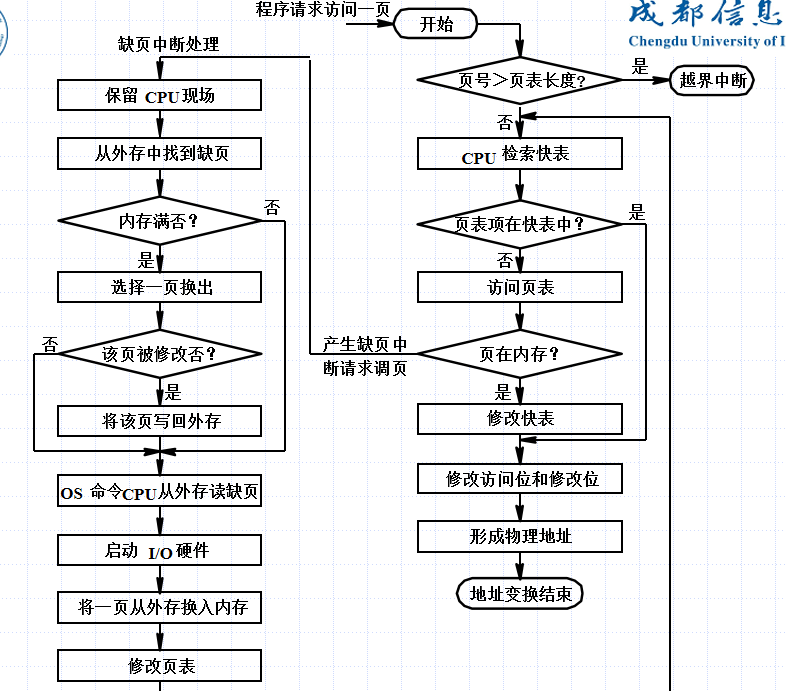 程序请求访问一页
开始
成都信息
Chengdu University of I
缺页中断处理
页号＞页表长度?
是
越界中断
保留 CPU现场
否
从外存中找到缺页
CPU 检索快表
内存满否？
否
页表项在快表中？
是
是
否
选择一页换出
访问页表
否
该页被修改否？
产生缺页中
断请求调页
页在内存？
是
是
将该页写回外存
修改快表
OS 命令CPU从外存读缺页
修改访问位和修改位
启动 I/O硬件
形成物理地址
将一页从外存换入内存
地址变换结束
修改页表